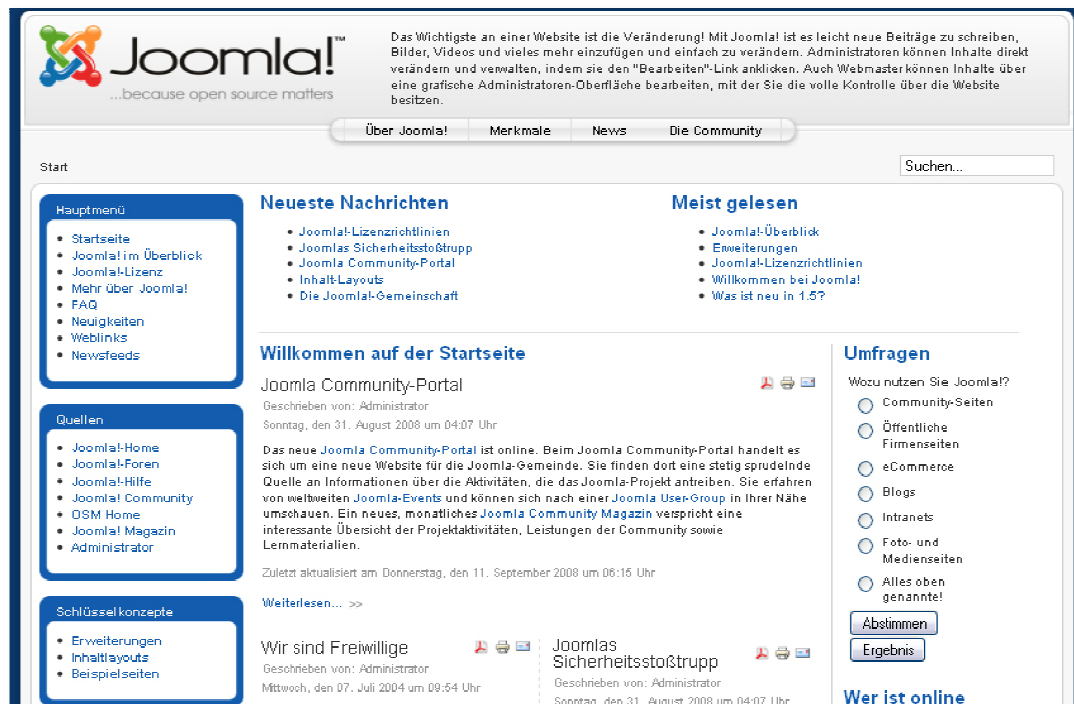 Joomla!™
...because open source matters
Das Wichtigste an einer Website ist die Veränderung! Mit Joomla! ist es leicht neue Beiträge zu schreiben,
Bilder, Videos und vieles mehr einzufügen und einfach zu verändern. Administratoren können Inhalte direkt
verändern und verwalten, indem sie den "Bearbeiten"-Link anklicken. Auch Webmaster können Inhalte über
eine grafische Administratoren-Oberfläche bearbeiten, mit der Sie die volle Kontrolle über die Website
besitzen.
Über Joomla! Merkmale News Die Community
Start
Suchen...
Hauptmenü
Startseite
Joomla! im Überblick
Joomla!-Lizenz
Mehr über Joomla!
FAQ
Neuigkeiten
Weblinks
Newsfeeds
Quellen
Joomla!-Home
Joomla!-Foren
Joomla!-Hilfe
Joomla! Community
OSM Home
Joomla! Magazin
Administrator
Schlüsselkonzepte
Erweiterungen
Inhaltlayouts
Beispielseiten
Neueste Nachrichten
Joomla!-Lizenzrichtlinien
Joomlas Sicherheitsstoßtrupp
Joomla Community-Portal
Inhalt-Layouts
Die Joomla!-Gemeinschaft
Meist gelesen
Joomla!-Überblick
Erweiterungen
Joomla!-Lizenzrichtlinien
Willkommen bei Joomla!
Was ist neu in 1.5?
Willkommen auf der Startseite
Joomla Community-Portal
Geschrieben von: Administrator
Sonntag, den 31. August 2008 um 04:07 Uhr
Das neue Joomla Community-Portal ist online. Beim Joomla Community-Portal handelt es
sich um eine neue Website für die Joomla-Gemeinde. Sie finden dort eine stetig sprudelnde
Quelle an Informationen über die Aktivitäten, die das Joomla-Projekt antreiben. Sie erfahren
von weltweiten Joomla-Events und können sich nach einer Joomla User-Group in Ihrer Nähe
umschauen. Ein neues, monatliches Joomla Community Magazin verspricht eine
interessante Übersicht der Projektaktivitäten, Leistungen der Community sowie
Lernmaterialien.
Zuletzt aktualisiert am Donnerstag, den 11. September 2008 um 06:15 Uhr
Weiterlesen... >>
Wir sind Freiwillige
Geschrieben von: Administrator
Mittwoch, den 07. Juli 2004 um 09:54 Uhr
Joomlas
Sicherheitsstoßtrupp
Geschrieben von: Administrator
Sonntag, den 31. August 2008 um 04:07 Uhr
Umfragen
Wozu nutzen Sie Joomla!?
Community-Seiten
Öffentliche
Firmenseiten
eCommerce
Blogs
Intranets
Foto- und
Medienseiten
Alles oben
genannte!
Abstimmen
Ergebnis
Wer ist online